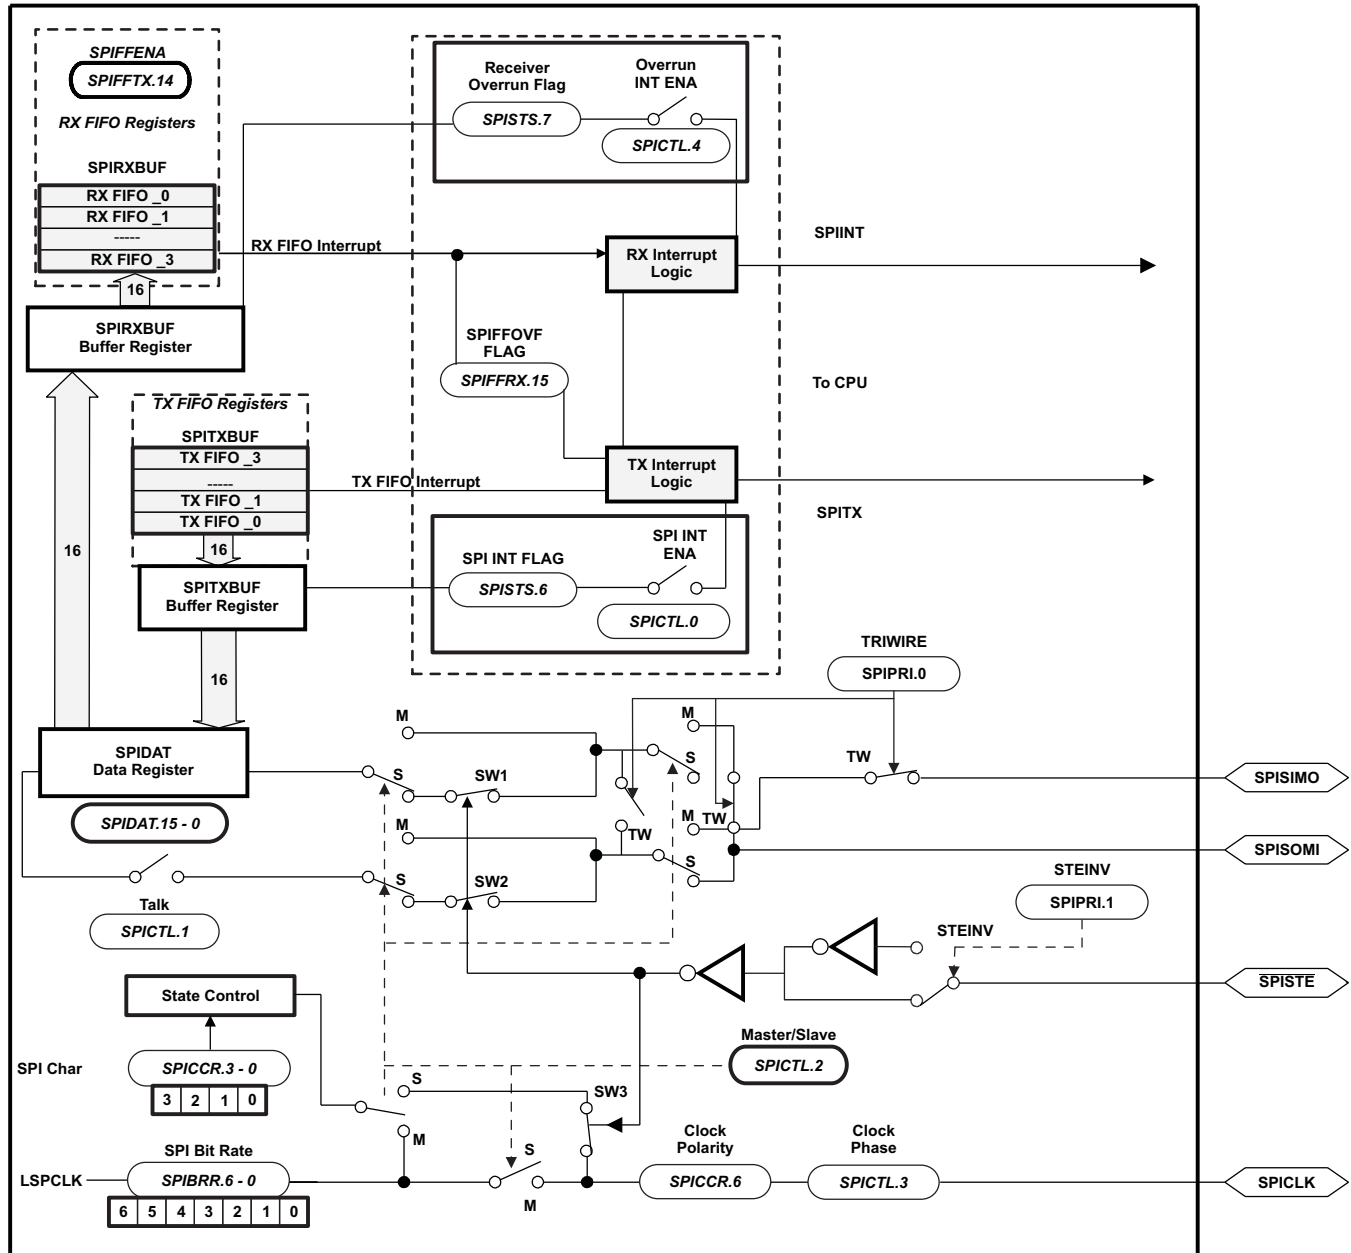 SPIFFENA
SPIFFTX.14
RX FIFO Registers
SPIRXBUF
RX FIFO _0
RX FIFO _1
-----
RX FIFO _3
16
SPIRXBUF
Buffer Register
Receiver
Overrun Flag
SPISTS.7
Overrun
INT ENA
SPICTL.4
RX FIFO Interrupt
RX Interrupt
Logic
SPIINT
SPIFFOVF
FLAG
SPIFFRX.15
To CPU
TX FIFO Registers
SPITXBUF
TX FIFO _3
-----
TX FIFO _1
TX FIFO _0
16
16
TX FIFO Interrupt
TX Interrupt
Logic
SPITX
SPITXBUF
Buffer Register
SPI INT FLAG
SPISTS.6
SPI INT
ENA
SPICTL.0
16
TRIWIRE
SPIPRI.0
SPIDAT
Data Register
SPIDAT.15 - 0
M
S
SW1
M
S
TW
SPISIMO
M
TW
TW
M
S
SW2
S
SPISOMI
Talk
SPICTL.1
STEINV
SPIPRI.1
STEINV
SPISTE
State Control
SPI Char
SPICCR.3 - 0
3 2 1 0
Master/Slave
SPICTL.2
S
SW3
M
LSPCLK
SPI Bit Rate
SPIBRR.6 - 0
6 5 4 3 2 1 0
S
M
Clock
Polarity
SPICCR.6
Clock
Phase
SPICTL.3
SPICLK